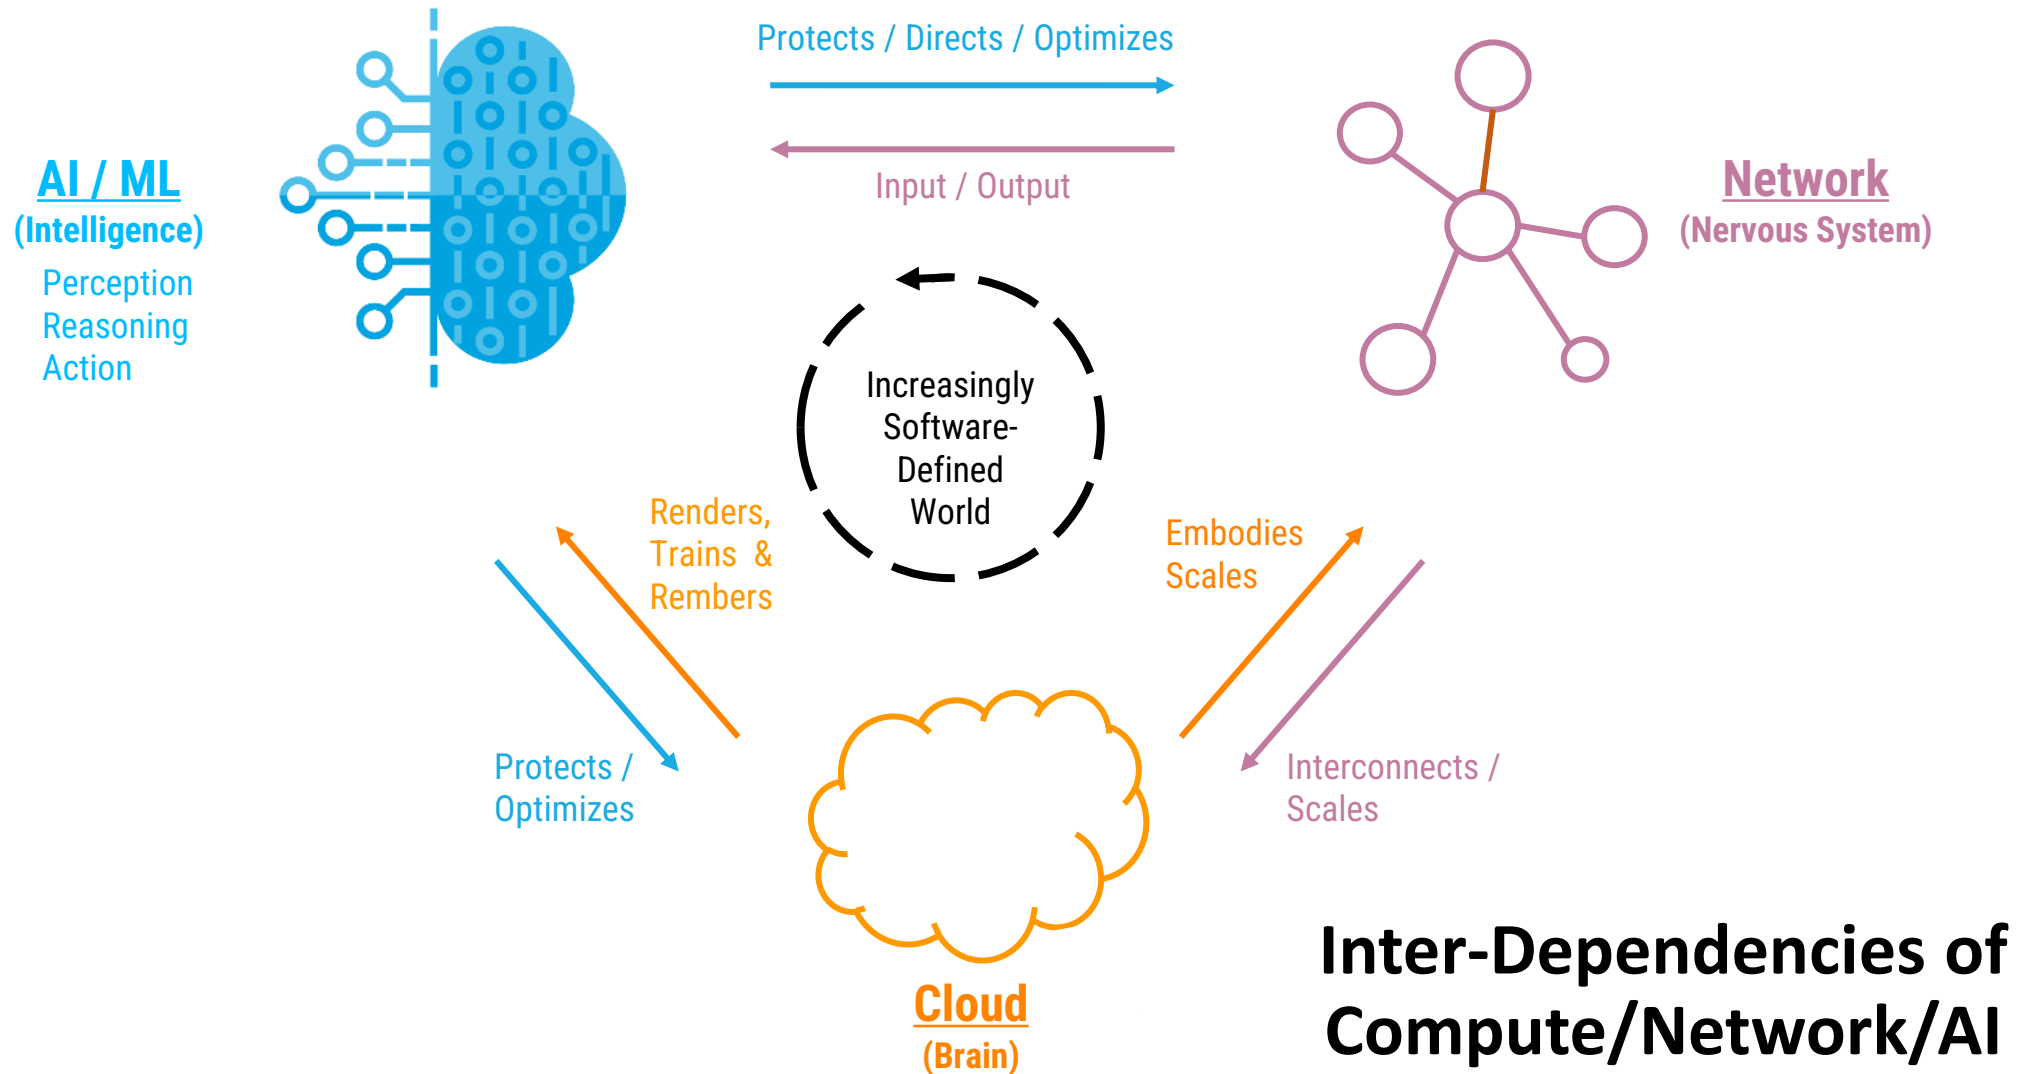 Protects / Directs / Optimizes
Input / Output
AI / ML
(Intelligence)
Perception
Reasoning
Action
Network
(Nervous System)
Increasingly
Software-
Defined
World
Renders,
Trains &
Rembers
Embodies
Scales
Protects /
Optimizes
Interconnects /
Scales
Cloud
(Brain)
Inter-Dependencies of
Compute/Network/AI